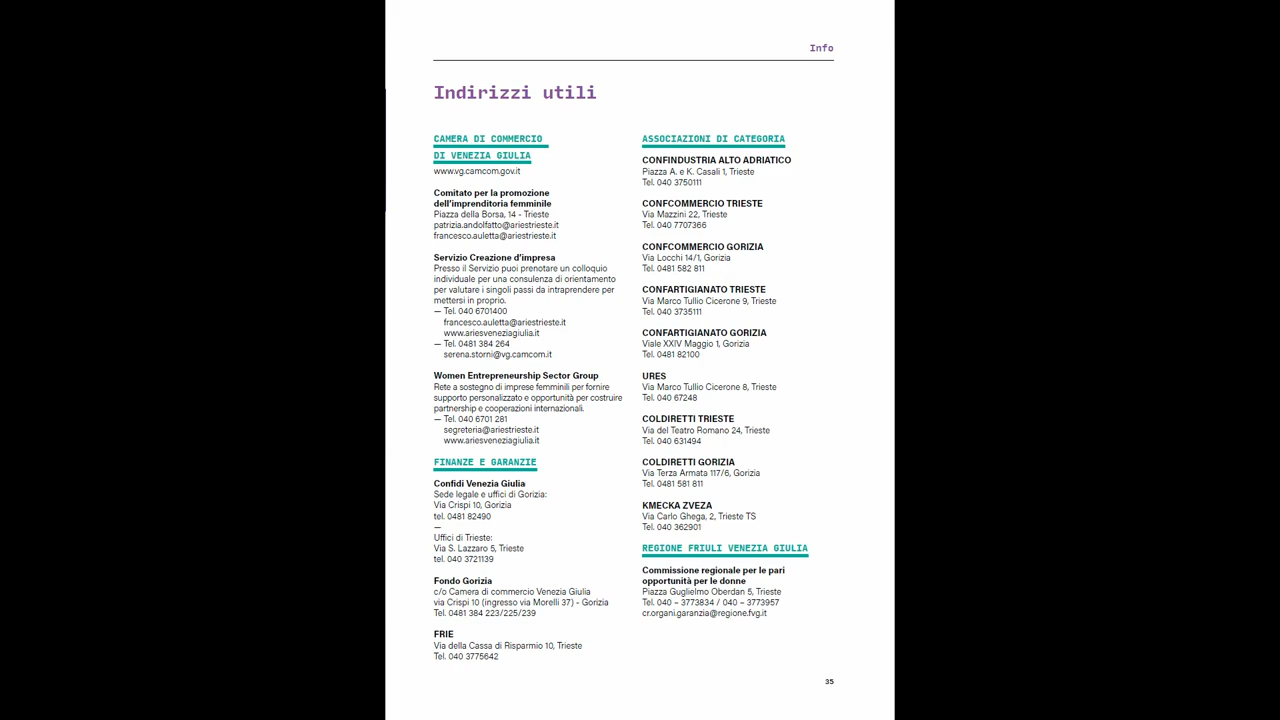 Info
Indirizzi utili
CAMERA DI COMMERCIO
DI VENEZIA GIULIA
www.vg.camcom.gov.it
Comitato per la promozione
dell'imprenditoria femminile
Piazza della Borsa, 14 - Trieste
patrizia.andolfatto@ariestrieste.it
francesco.auletta@ariestrieste.it
Servizio Creazione d'impresa
Presso il Servizio puoi prenotare un colloquio
individuale per una consulenza di orientamento
per valutare i singoli passi da intraprendere per
mettersi in proprio.
— Tel. 040 6701400
francesco.auletta@ariestrieste.it
www.ariesveneziagiulia.it
— Tel. 0481 384 264
serena.storni@vg.camcom.it
Women Entrepreneurship Sector Group
Rete a sostegno di imprese femminili per fornire
supporto personalizzato e opportunità per costruire
partnership e cooperazioni internazionali.
— Tel. 040 6701 281
segreteria@ariestrieste.it
www.ariesveneziagiulia.it
FINANZE E GARANZIE
Confidi Venezia Giulia
Sede legale e uffici di Gorizia:
Via Crispi 10, Gorizia
tel. 0481 82490
—
Uffici di Trieste:
Via S. Lazzaro 5, Trieste
tel. 040 3721139
Fondo Gorizia
c/o Camera di commercio Venezia Giulia
via Crispi 10 (ingresso via Morelli 37) - Gorizia
Tel. 0481 384 223/225/239
FRIE
Via della Cassa di Risparmio 10, Trieste
Tel. 040 3775642
ASSOCIAZIONI DI CATEGORIA
CONFINDUSTRIA ALTO ADRIATICO
Piazza A. e K. Casali 1, Trieste
Tel. 040 3750111
CONFCOMMERCIO TRIESTE
Via Mazzini 22, Trieste
Tel. 040 7707366
CONFCOMMERCIO GORIZIA
Via Locchi 14/1, Gorizia
Tel. 0481 582 811
CONFARTIGIANATO TRIESTE
Via Marco Tullio Cicerone 9, Trieste
Tel. 040 3735111
CONFARTIGIANATO GORIZIA
Viale XXIV Maggio 1, Gorizia
Tel. 0481 82100
URES
Via Marco Tullio Cicerone 8, Trieste
Tel. 040 67248
COLDIRETTI TRIESTE
Via del Teatro Romano 24, Trieste
Tel. 040 631494
COLDIRETTI GORIZIA
Via Terza Armata 117/6, Gorizia
Tel. 0481 581 811
KMECKA ZVEZA
Via Carlo Ghega, 2, Trieste TS
Tel. 040 362901
REGIONE FRIULI VENEZIA GIULIA
Commissione regionale per le pari
opportunità per le donne
Piazza Guglielmo Oberdan 5, Trieste
Tel. 040 – 3773834 / 040 – 3773957
cr.organi.garanzia@regione.fvg.it
35